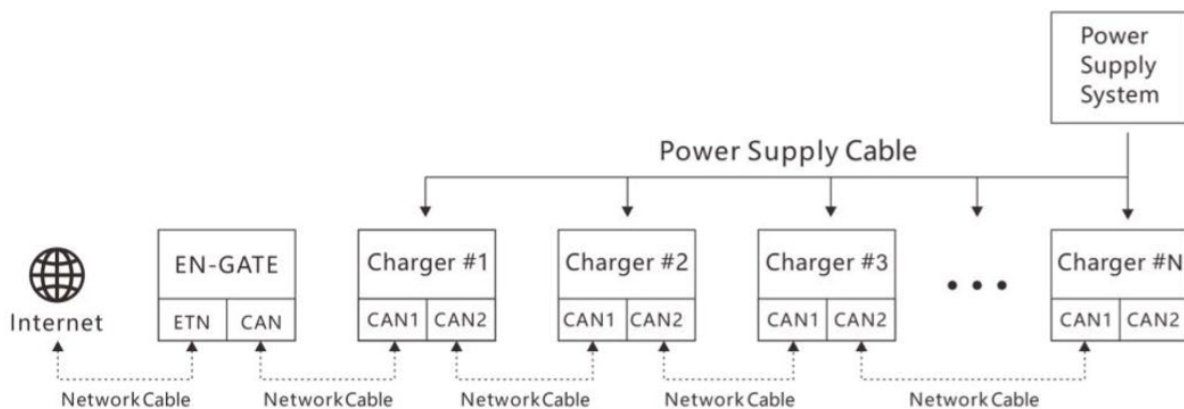 Power
Supply
System
Power Supply Cable
EN-GATE
Charger #1
Charger #2
Charger #3
Charger #N
Internet
ETN CAN
CAN1 CAN2
CAN1 CAN2
CAN1 CAN2
CAN1 CAN2
Network Cable
Network Cable
Network Cable
Network Cable
Network Cable